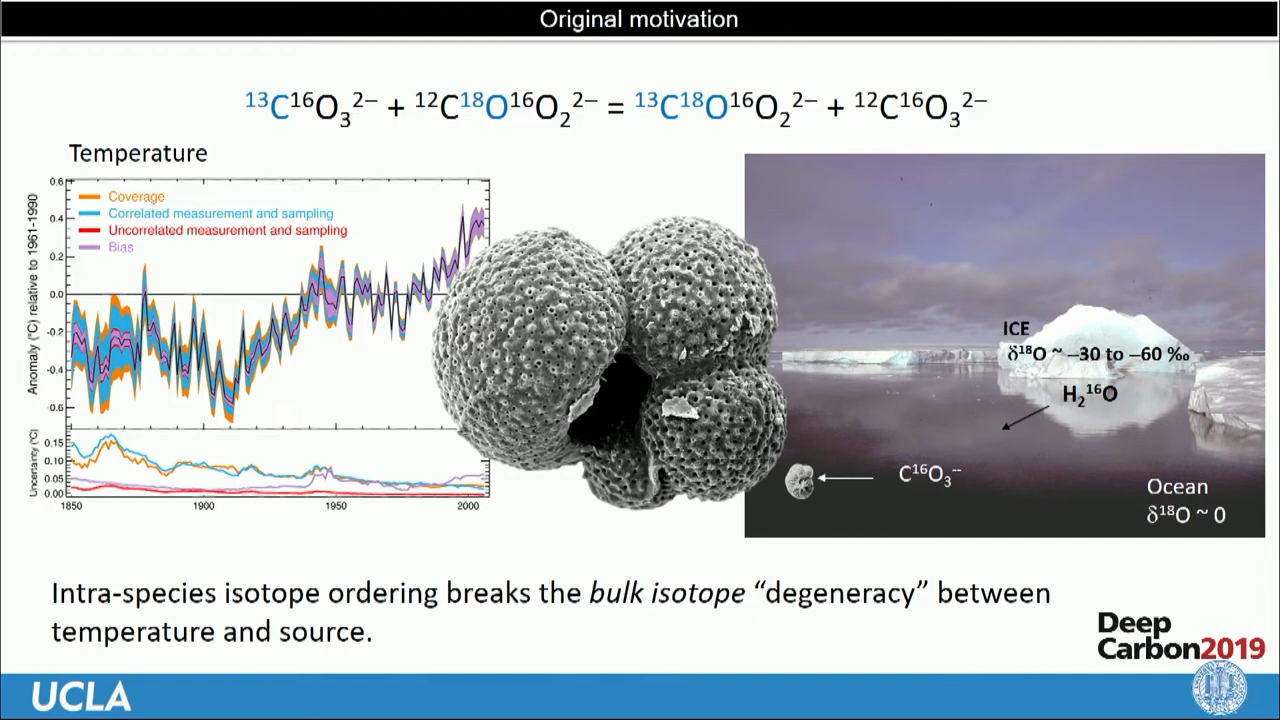 Original motivation
¹³C¹⁶O₃²⁻ + ¹²C¹⁸O¹⁶O₂²⁻ = ¹³C¹⁸O¹⁶O₂²⁻ + ¹²C¹⁶O₃²⁻
Temperature
Anomaly (°C) relative to 1961-1990
0.6
0.4
0.2
0.0
-0.2
-0.4
0.6
Coverage
Correlated measurement and sampling
Uncorrelated measurement and sampling
Bias
Uncertainty (°C)
0.15
0.10
0.05
0.00
1850 1900 1950 2000
ICE
δ¹⁸O ~ –30 to –60 ‰
H₂¹⁶O
C¹⁶O₃⁻⁻
Ocean
δ¹⁸O ~ 0
Intra-species isotope ordering breaks the bulk isotope “degeneracy” between
temperature and source.
Deep
Carbon2019
UCLA